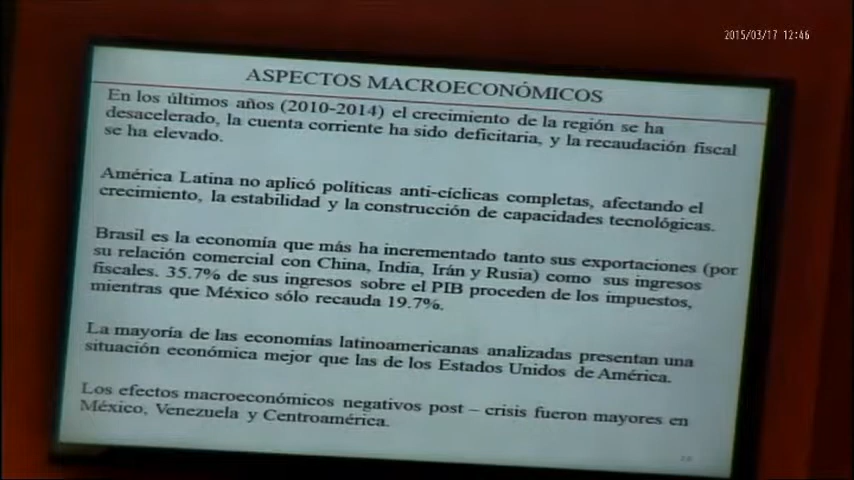 2015/03/17 12:46
ASPECTOS MACROECONÓMICOS
En los últimos años (2010-2014) el crecimiento de la región se ha
desacelerado, la cuenta corriente ha sido deficitaria, y la recaudación fiscal
se ha elevado.
América Latina no aplicó políticas anti-cíclicas completas, afectando el
crecimiento, la estabilidad y la construcción de capacidades tecnológicas.
Brasil es la economía que más ha incrementado tanto sus exportaciones (por
su relación comercial con China, India, Irán y Rusia) como sus ingresos
fiscales. 35.7% de sus ingresos sobre el PIB proceden de los impuestos,
mientras que México sólo recauda 19.7%.
La mayoría de las economías latinoamericanas analizadas presentan una
situación económica mejor que las de los Estados Unidos de América.
Los efectos macroeconómicos negativos post – crisis fueron mayores en
México, Venezuela y Centroamérica.